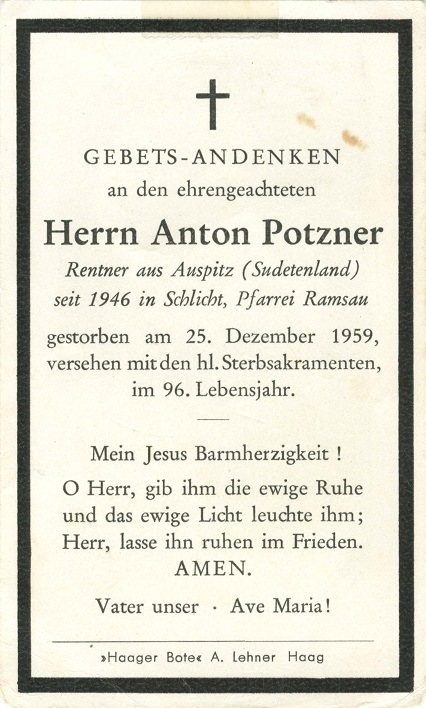 GEBETS-ANDENKEN
an den ehrengeachteten
Herrn Anton Potzner
Rentner aus Auspitz (Sudetenland)
seit 1946 in Schlicht, Pfarrei Ramsau
gestorben am 25. Dezember 1959,
versehen mit den hl. Sterbsakramenten,
im 96. Lebensjahr.
Mein Jesus Barmherzigkeit !
O Herr, gib ihm die ewige Ruhe
und das ewige Licht leuchte ihm;
Herr, lasse ihn ruhen im Frieden.
AMEN.
Vater unser · Ave Maria!
»Haager Bote« A. Lehner Haag